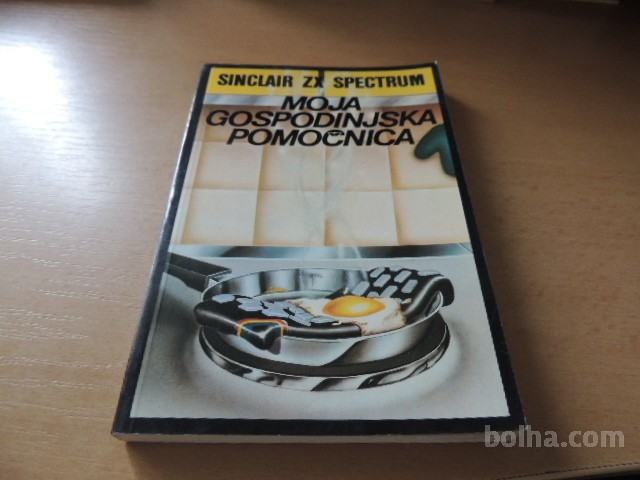 SINCLAIR ZX SPECTRUM
MOJA
GOSPODINJSKA
POMOČNICA
bolha.com